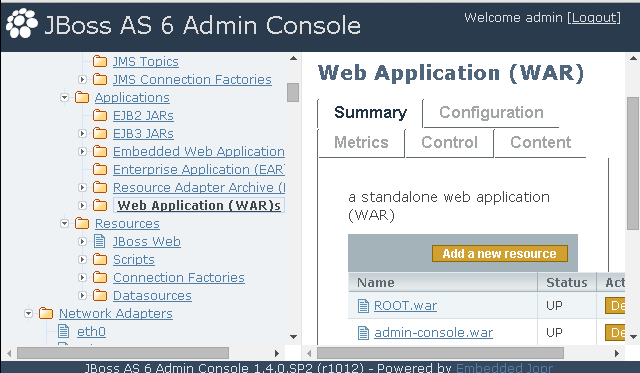 JBoss AS 6 Admin Console
Welcome admin [Logout]
JMS Topics
JMS Connection Factories
Applications
EJB2 JARs
EJB3 JARs
Embedded Web Application
Enterprise Application (EAR)
Resource Adapter Archive (
Web Application (WAR)s
Resources
JBoss Web
Scripts
Connection Factories
Datasources
Network Adapters
eth0
Web Application (WAR)
Summary
Configuration
Metrics
Control
Content
a standalone web application
(WAR)
Add a new resource
Name Status Act
ROOT.war UP De
admin-console.war UP De
JBoss AS 6 Admin Console 1.4.0.SP2 (r1012) - Powered by Embedded Jopr